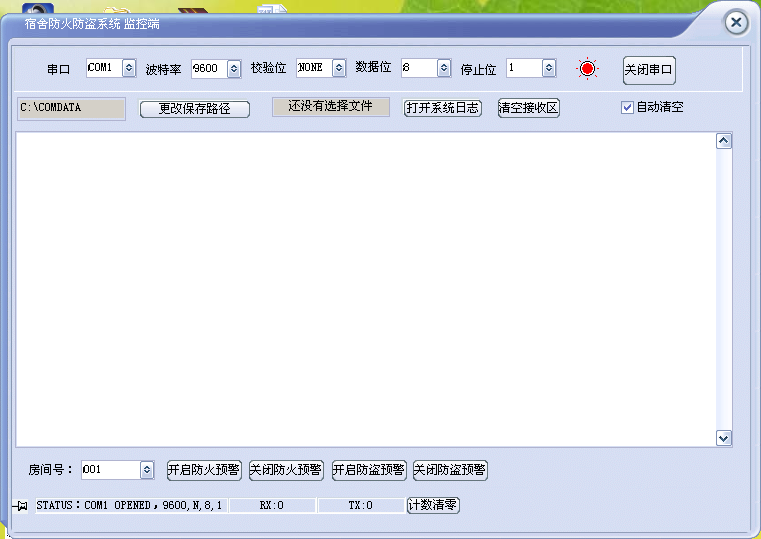 宿舍防火防盗系统 监控端
串口 COM1 波特率 9600 校验位 NONE 数据位 8 停止位 1 关闭串口
C:\COMDATA 更改保存路径 还没有选择文件 打开系统日志 清空接收区 自动清空
房间号： 001 开启防火预警 关闭防火预警 开启防盗预警 关闭防盗预警
STATUS：COM1 OPENED，9600,N,8,1 RX:0 TX:0 计数清零